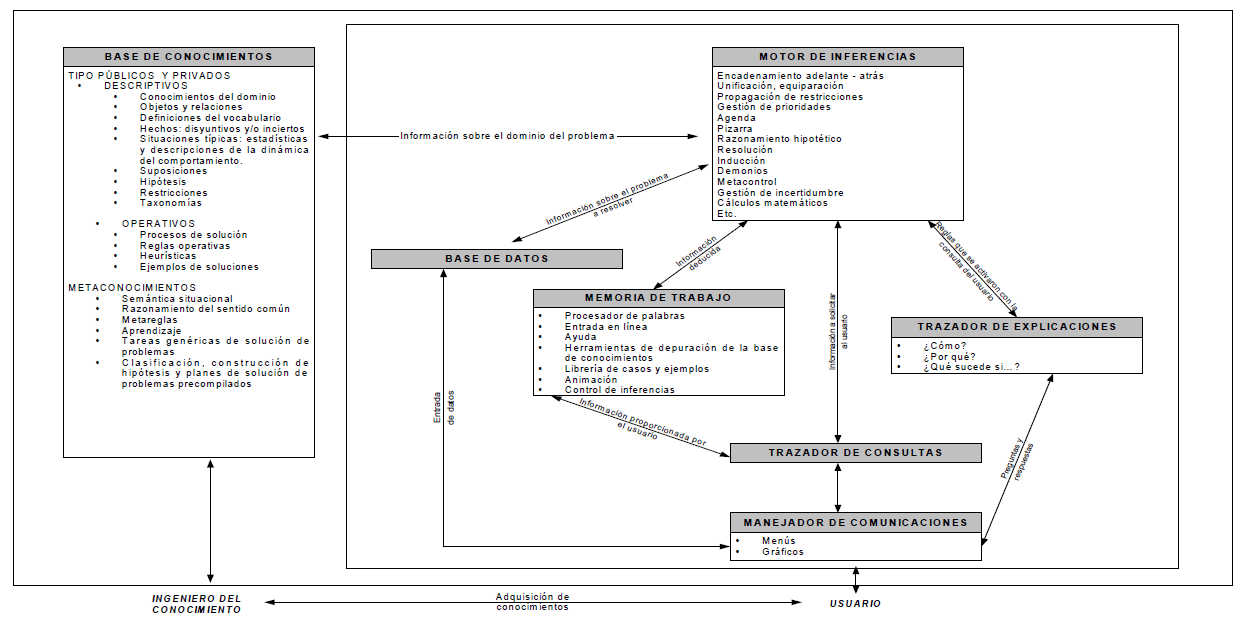 BASE DE CONOCIMIENTOS
TIPO PÚBLICOS Y PRIVADOS
• DESCRIPTIVOS
• Conocimientos del dominio
• Objetos y relaciones
• Definiciones del vocabulario
• Hechos: disyuntivos y/o inciertos
• Situaciones típicas: estadísticas
y descripciones de la dinámica
del comportamiento.
• Suposiciones
• Hipótesis
• Restricciones
• Taxonomías
• OPERATIVOS
• Procesos de solución
• Reglas operativas
• Heurísticas
• Ejemplos de soluciones
METACONOCIMIENTOS
• Semántica situacional
• Razonamiento del sentido común
• Metareglas
• Aprendizaje
• Tareas genéricas de solución de
problemas
• Clasificación, construcción de
hipótesis y planes de solución de
problemas precompilados
Información sobre el dominio del problema
MOTOR DE INFERENCIAS
Encadenamiento adelante - atrás
Unificación, equiparación
Propagación de restricciones
Gestión de prioridades
Agenda
Pizarra
Razonamiento hipotético
Resolución
Inducción
Demonios
Metacontrol
Gestión de incertidumbre
Cálculos matemáticos
Etc.
Información sobre el problema
a resolver
BASE DE DATOS
Información
deducida
Reglas que se activaron con la
consulta del usuario
MEMORIA DE TRABAJO
• Procesador de palabras
• Entrada en línea
• Ayuda
• Herramientas de depuración de la base
de conocimientos
• Librería de casos y ejemplos
• Animación
• Control de inferencias
Información a solicitar
al usuario
TRAZADOR DE EXPLICACIONES
• ¿Cómo?
• ¿Por qué?
• ¿Qué sucede si...?
Entrada
de datos
Información proporcionada por
el usuario
TRAZADOR DE CONSULTAS
Preguntas y
respuestas
MANEJADOR DE COMUNICACIONES
• Menús
• Gráficos
INGENIERO DEL
CONOCIMIENTO
Adquisición de
conocimientos
USUARIO